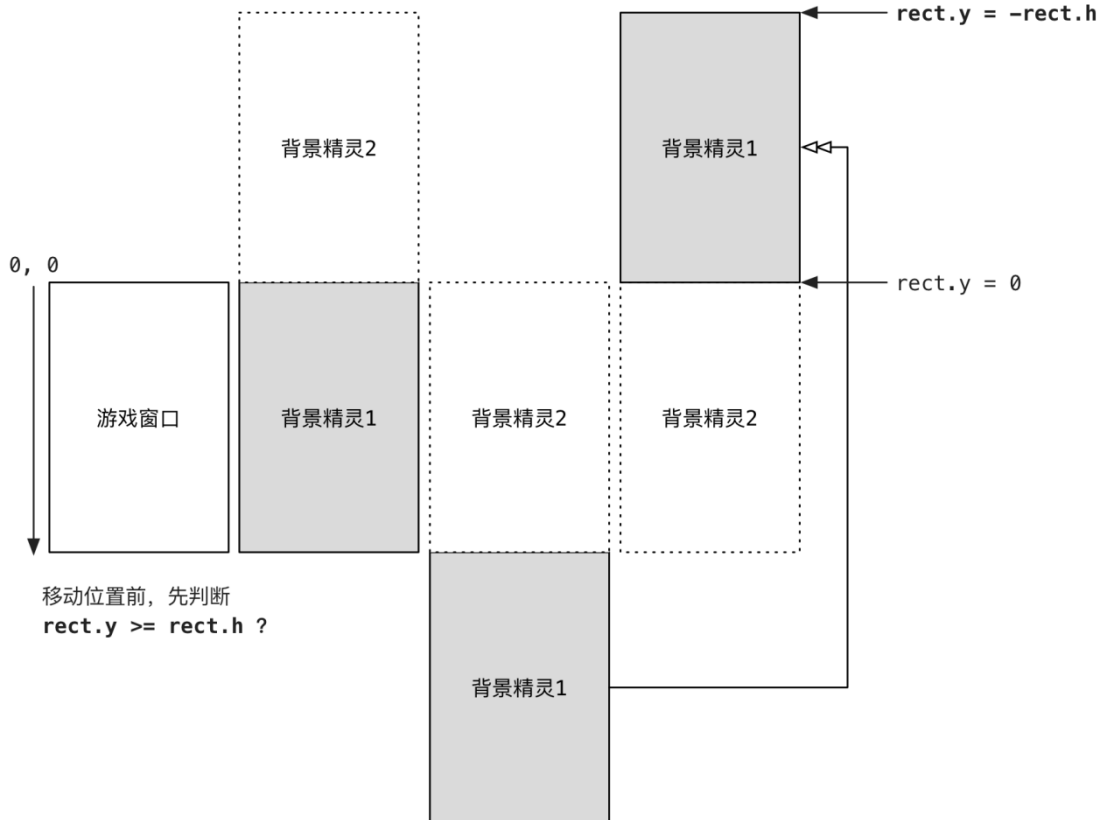 rect.y = -rect.h
背景精灵2
背景精灵1
0, 0
rect.y = 0
游戏窗口
背景精灵1
背景精灵2
背景精灵2
移动位置前，先判断
rect.y >= rect.h ?
背景精灵1